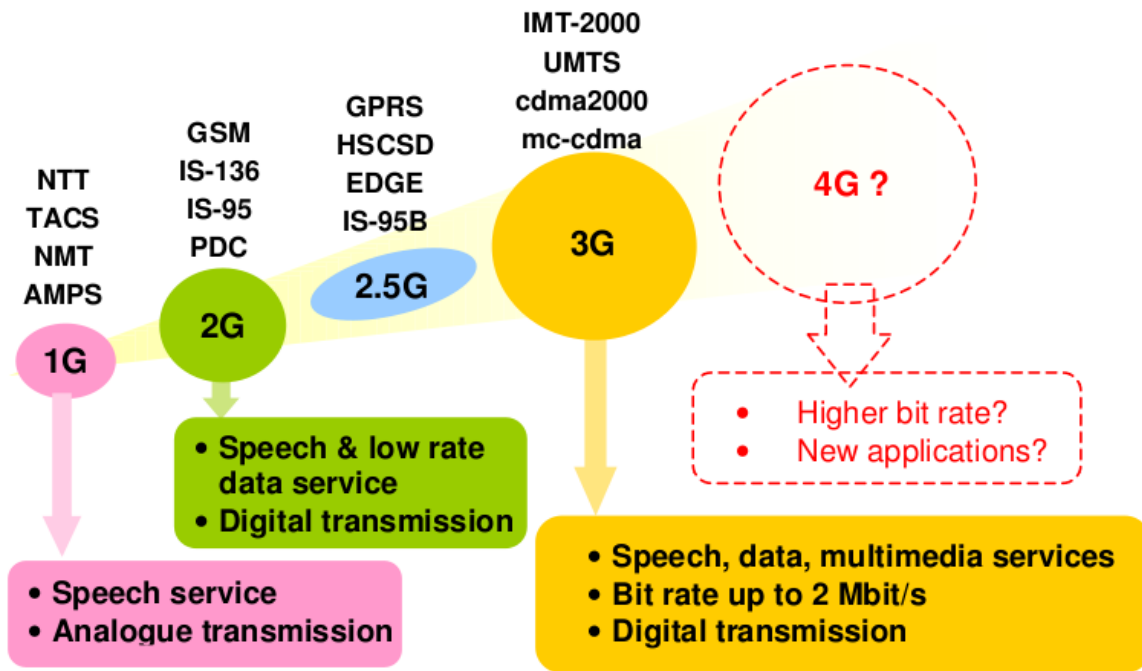 NTT
TACS
NMT
AMPS
1G
• Speech service
• Analogue transmission
GSM
IS-136
IS-95
PDC
2G
• Speech & low rate
data service
• Digital transmission
GPRS
HSCSD
EDGE
IS-95B
2.5G
IMT-2000
UMTS
cdma2000
mc-cdma
3G
• Speech, data, multimedia services
• Bit rate up to 2 Mbit/s
• Digital transmission
4G ?
• Higher bit rate?
• New applications?